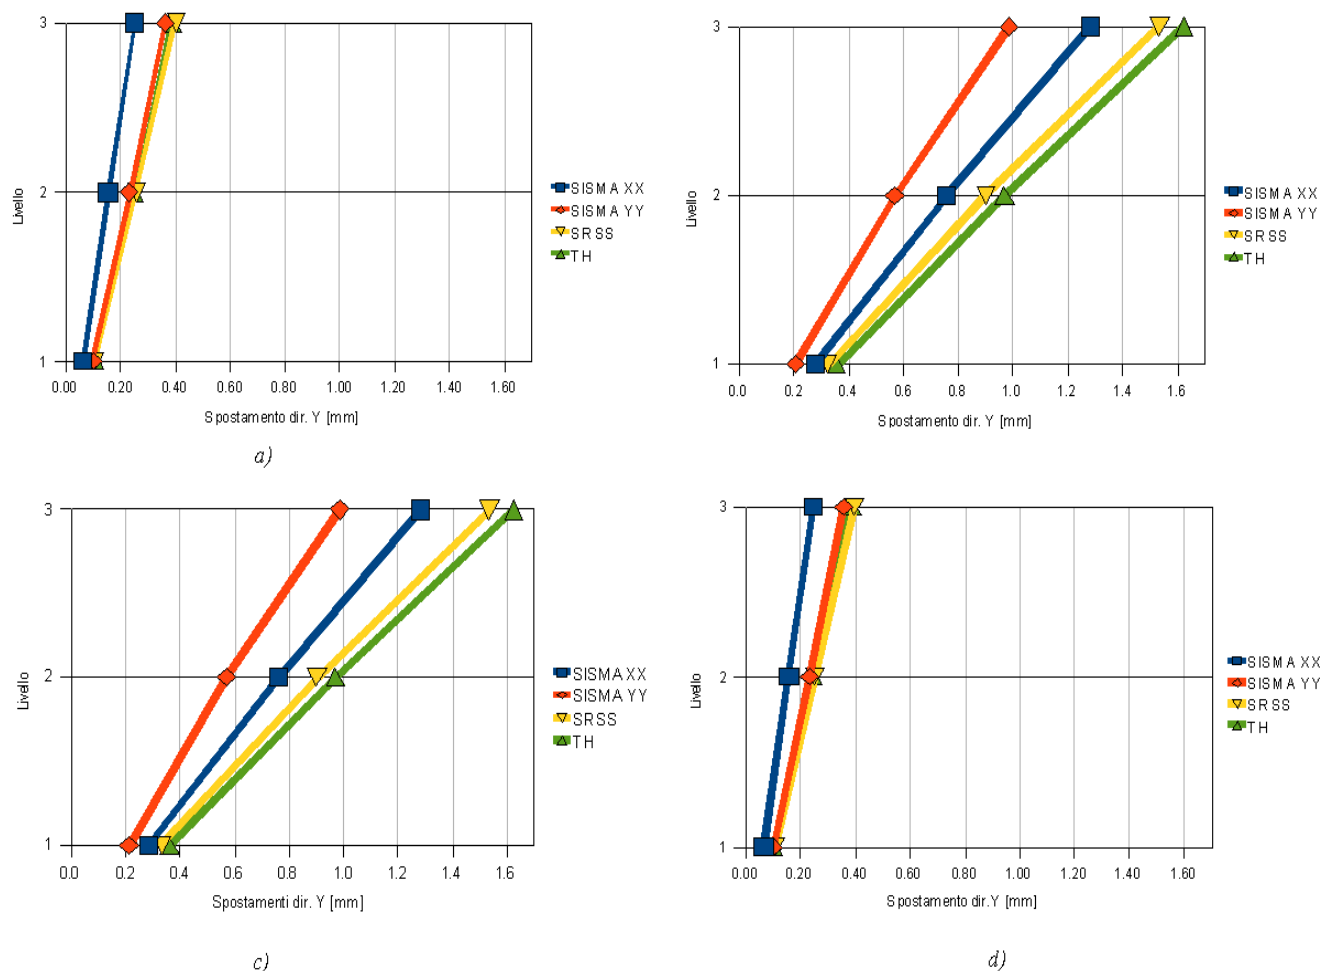 3
2
1
Livello
0.00 0.20 0.40 0.60 0.80 1.00 1.20 1.40 1.60
Spostamento dir. Y [mm]
SISMA XX
SISMA YY
SRSS
TH
a)
3
2
1
Livello
0.0 0.2 0.4 0.6 0.8 1.0 1.2 1.4 1.6
Spostamento dir. Y [mm]
SISMA XX
SISMA YY
SRSS
TH
3
2
1
Livello
0.0 0.2 0.4 0.6 0.8 1.0 1.2 1.4 1.6
Spostamenti dir. Y [mm]
SISMA XX
SISMA YY
SRSS
TH
c)
3
2
1
Livello
0.00 0.20 0.40 0.60 0.80 1.00 1.20 1.40 1.60
Spostamento dir. Y [mm]
SISMA XX
SISMA YY
SRSS
TH
d)